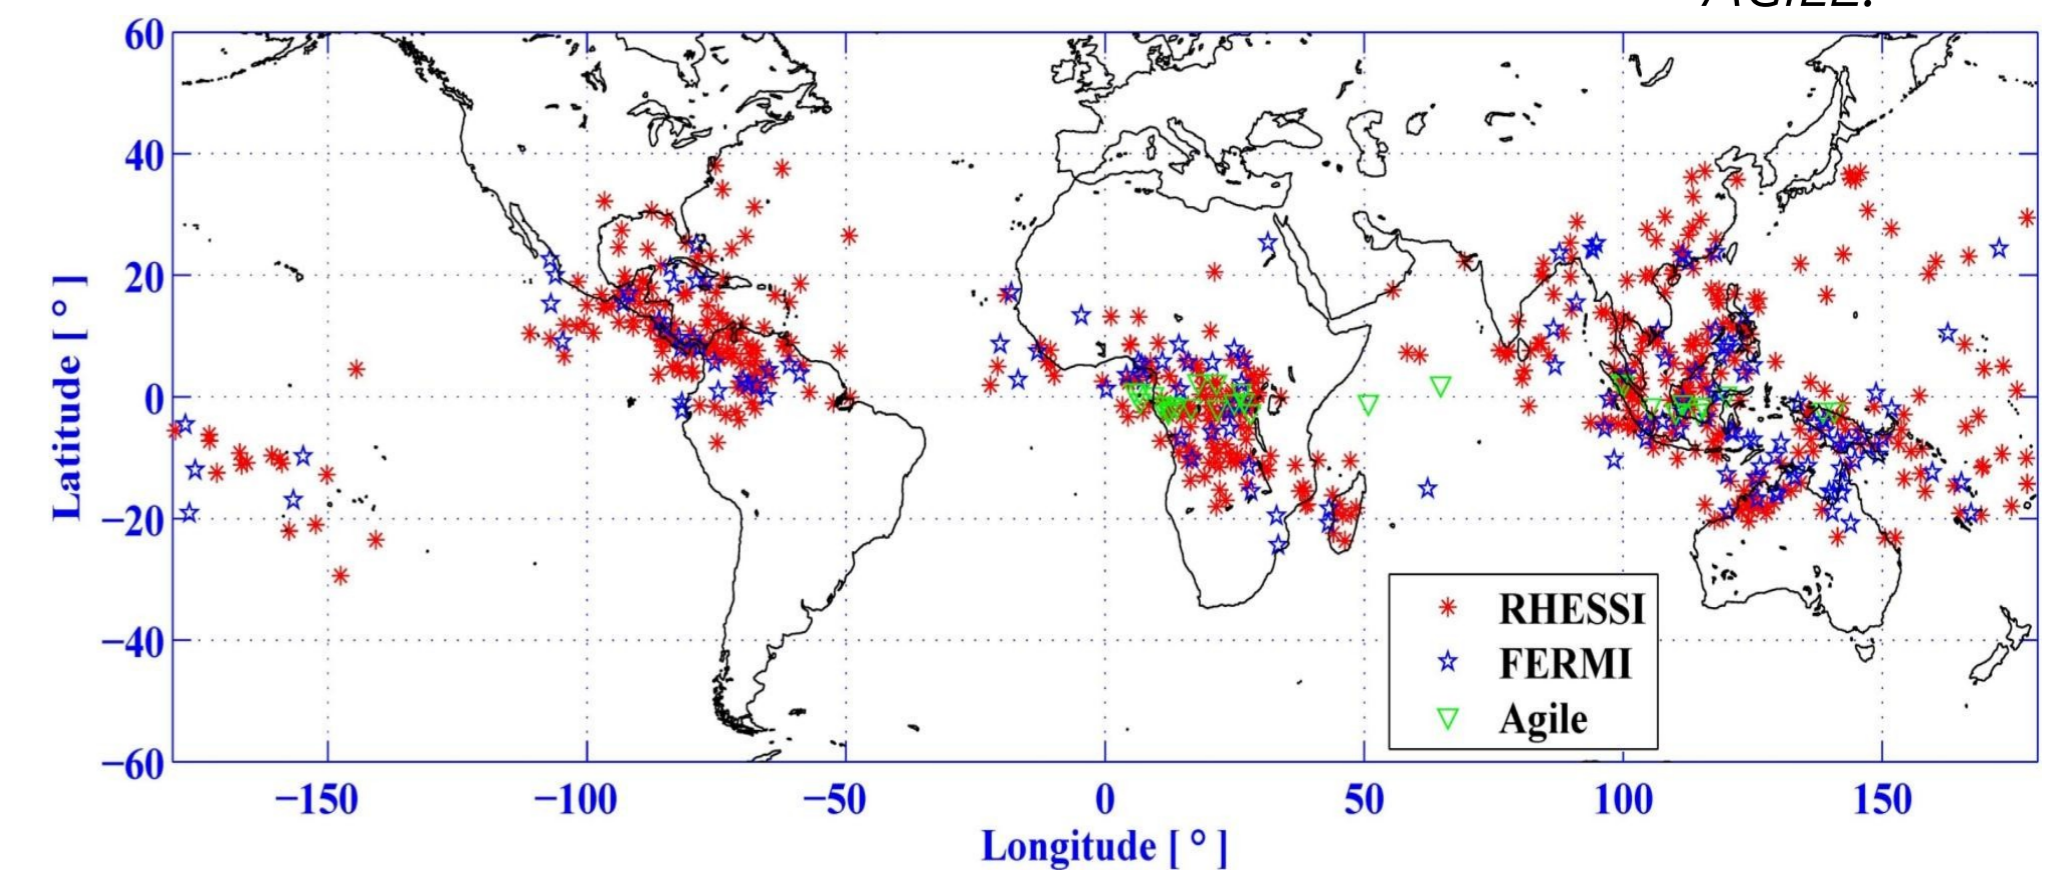 AGILE.
60
40
20
0
−20
−40
−60
Latitude [ ° ]
RHESSI
FERMI
Agile
−150 −100 −50 0 50 100 150
Longitude [ ° ]